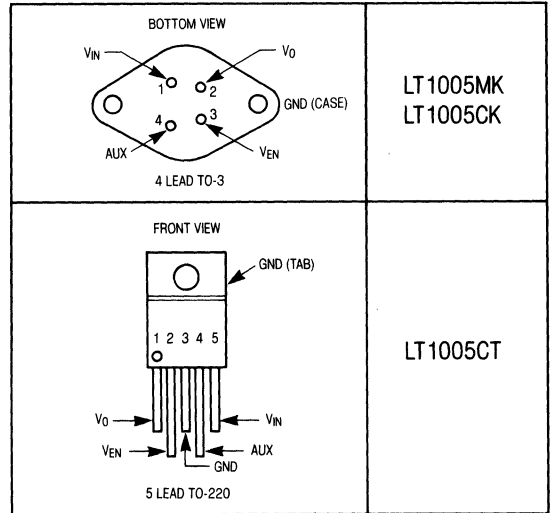 BOTTOM VIEW
VIN
VO
1
2
GND (CASE)
4
3
AUX
VEN
4 LEAD TO-3
LT1005MK
LT1005CK
FRONT VIEW
GND (TAB)
1 2 3 4 5
VO
VIN
VEN
AUX
GND
5 LEAD TO-220
LT1005CT